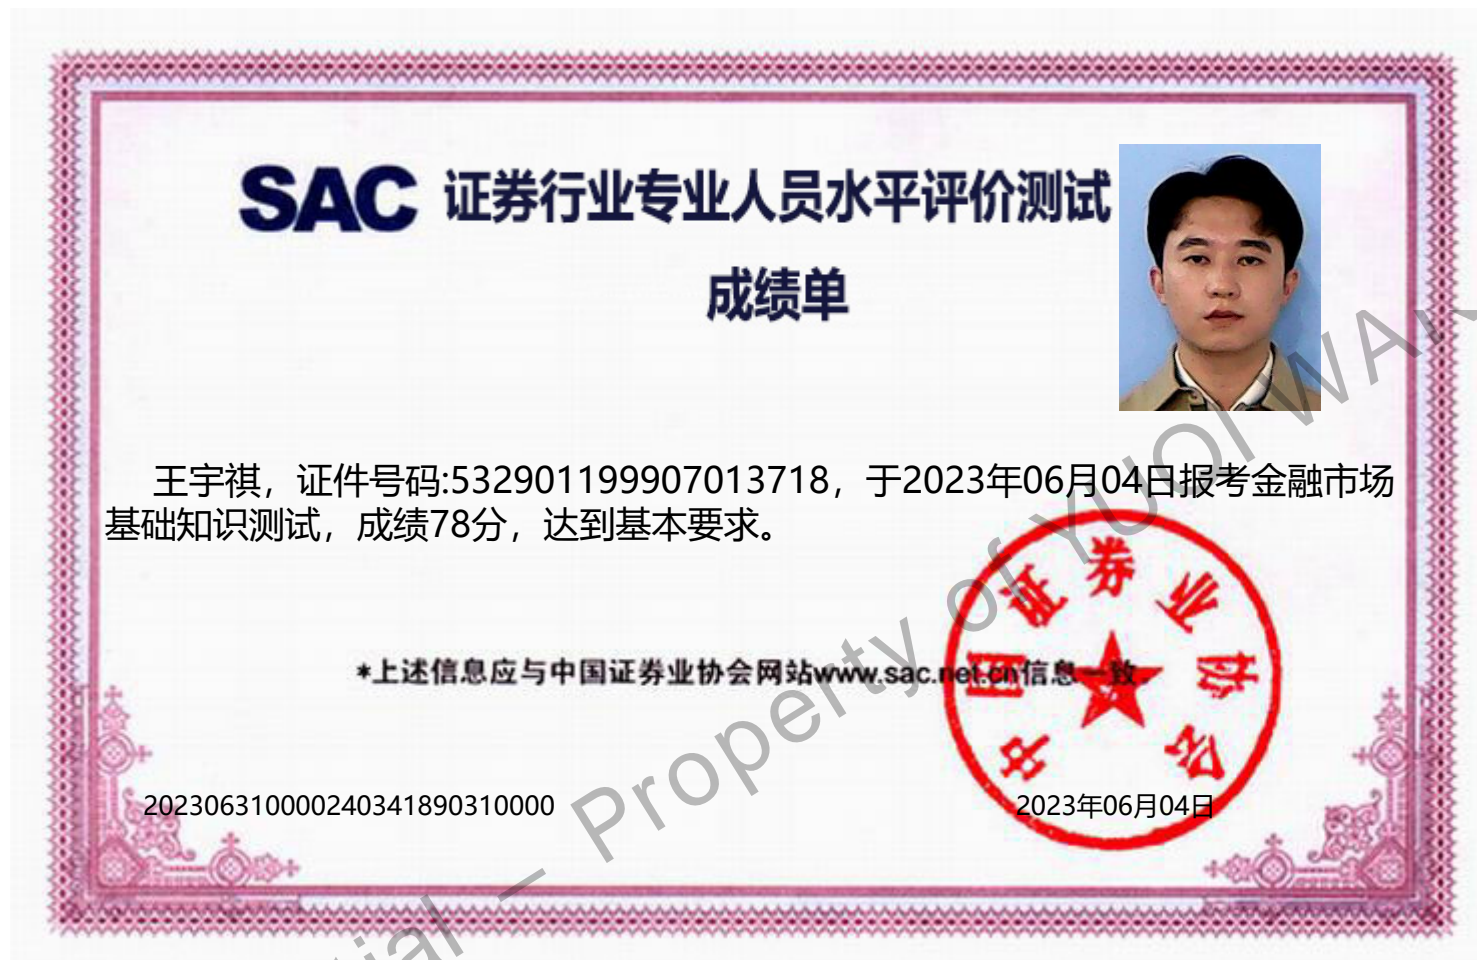 SAC 证券行业专业人员水平评价测试
成绩单
王宇祺，证件号码:532901199907013718，于2023年06月04日报考金融市场
基础知识测试，成绩78分，达到基本要求。
中国证券业协会
*上述信息应与中国证券业协会网站www.sac.net.cn信息一致.
202306310000240341890310000
2023年06月04日
tial – Property of YUQI WAN